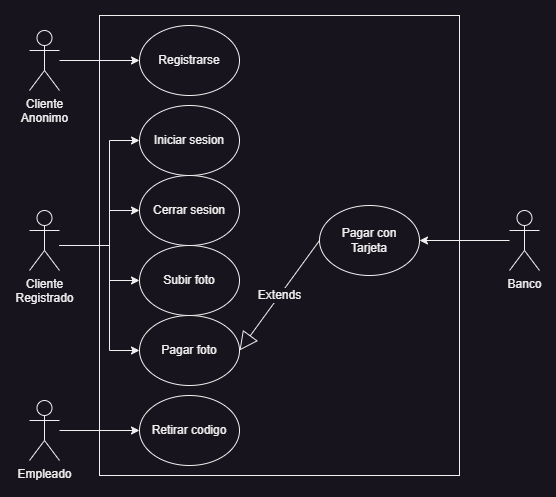 Registrarse
Cliente
Anonimo
Iniciar sesion
Cerrar sesion
Pagar con
Tarjeta
Cliente
Registrado
Subir foto
Banco
Extends
Pagar foto
Retirar codigo
Empleado